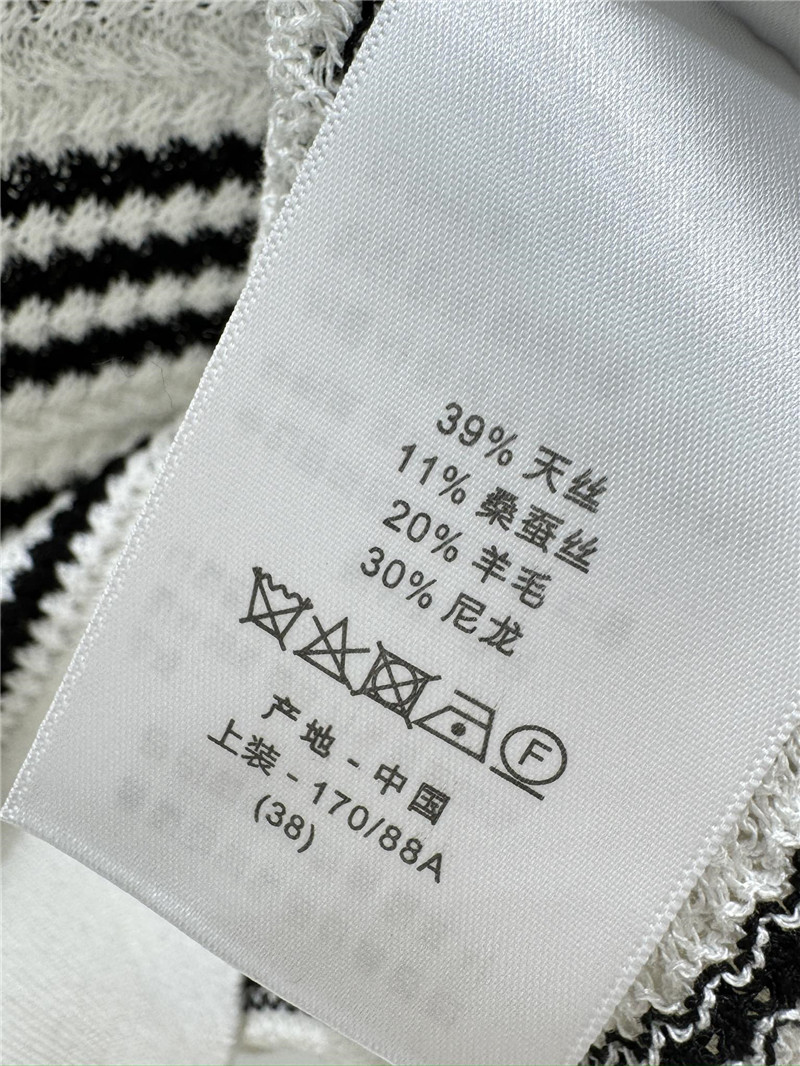 39% 天丝
11% 桑蚕丝
20% 羊毛
30% 尼龙
F
产地 - 中国
上装 - 170/88A
(38)